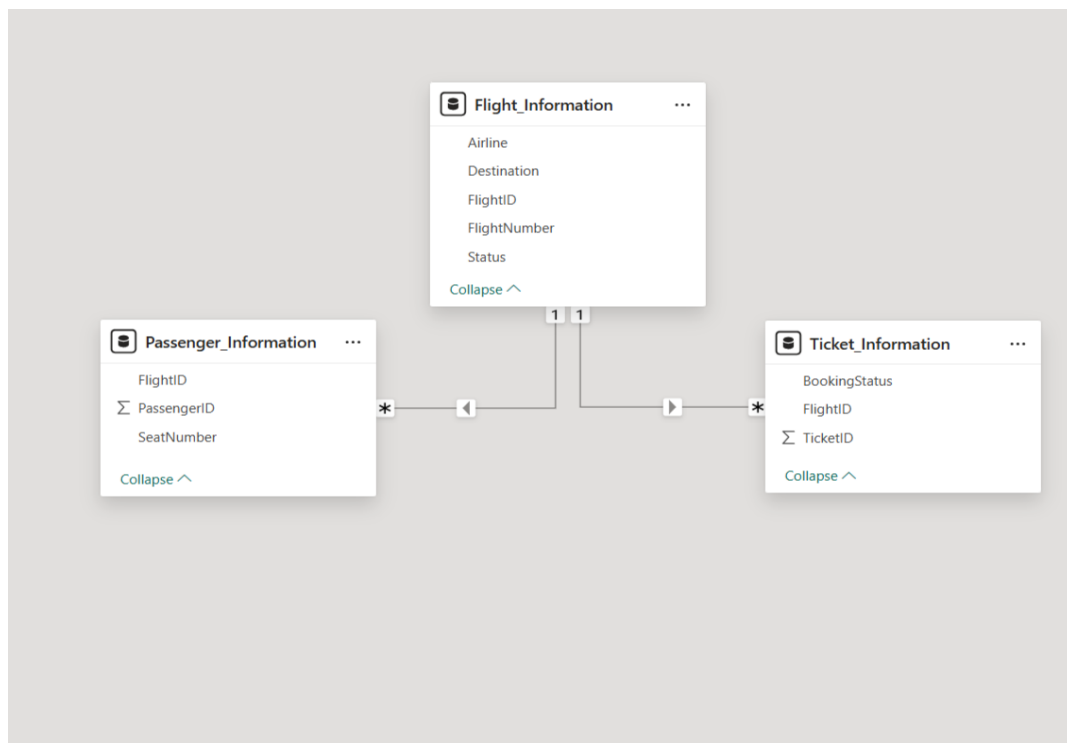 Flight_Information
Airline
Destination
FlightID
FlightNumber
Status
Collapse
1 1
Passenger_Information
FlightID
Σ PassengerID
SeatNumber
Collapse
*
*
Ticket_Information
BookingStatus
FlightID
Σ TicketID
Collapse